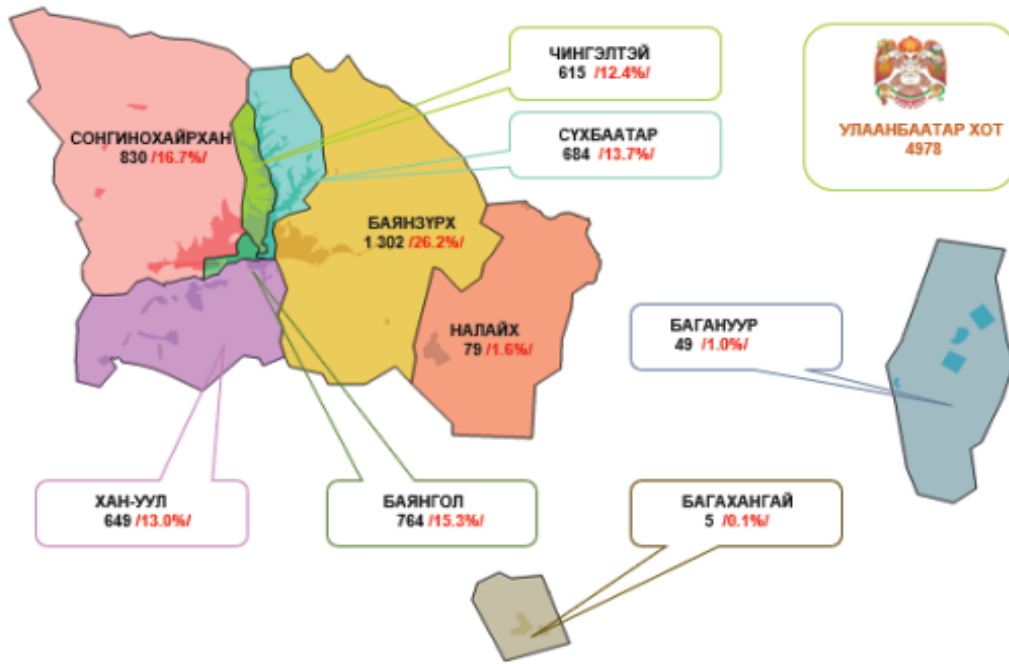 ЧИНГЭЛТЭЙ
615 /12.4%/
УЛААНБААТАР ХОТ
4978
СОНГИНОХАЙРХАН
830 /16.7%/
СҮХБААТАР
684 /13.7%/
БАЯНЗҮРХ
1 302 /26.2%/
НАЛАЙХ
79 /1.6%/
БАГАНУУР
49 /1.0%/
ХАН-УУЛ
649 /13.0%/
БАЯНГОЛ
764 /15.3%/
БАГАХАНГАЙ
5 /0.1%/